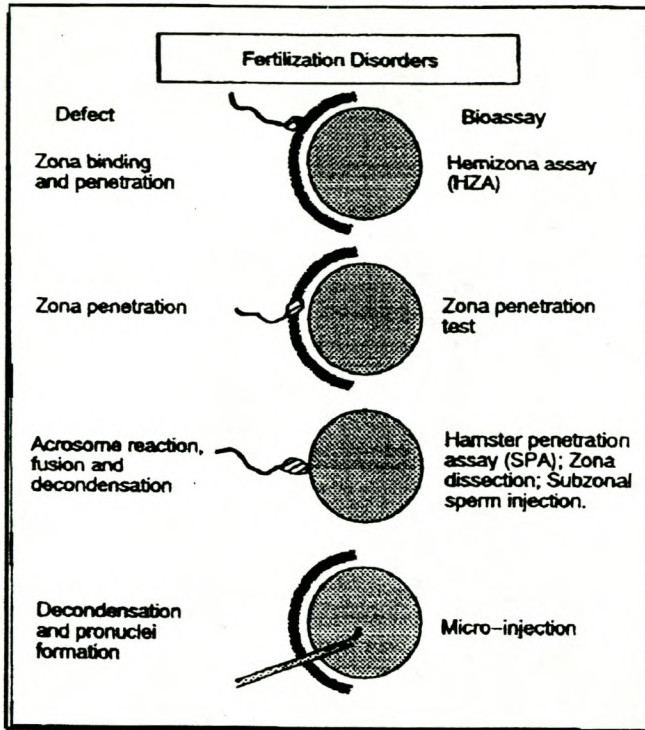 Fertilization Disorders
Defect
Bioassay
Zona binding
and penetration
Hemizona assay
(HZA)
Zona penetration
Zona penetration
test
Acrosome reaction,
fusion and
decondensation
Hamster penetration
assay (SPA); Zona
dissection; Subzonal
sperm injection.
Decondensation
and pronuclei
formation
Micro-injection